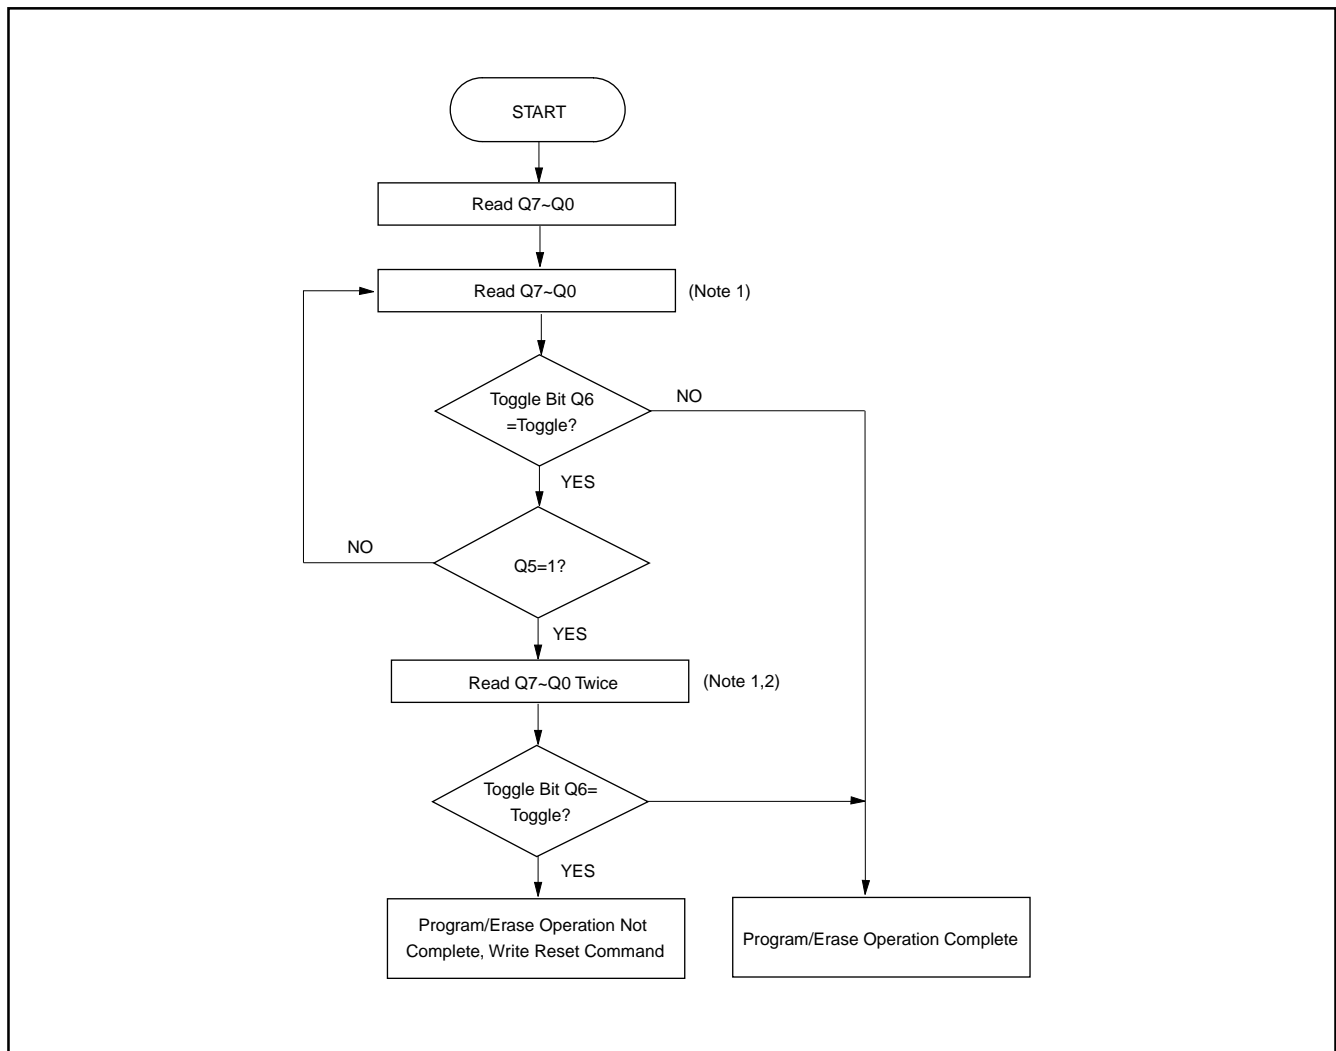 START
Read Q7~Q0
Read Q7~Q0
(Note 1)
Toggle Bit Q6
=Toggle?
NO
YES
NO
Q5=1?
YES
Read Q7~Q0 Twice
(Note 1,2)
Toggle Bit Q6=
Toggle?
YES
Program/Erase Operation Not
Complete, Write Reset Command
Program/Erase Operation Complete